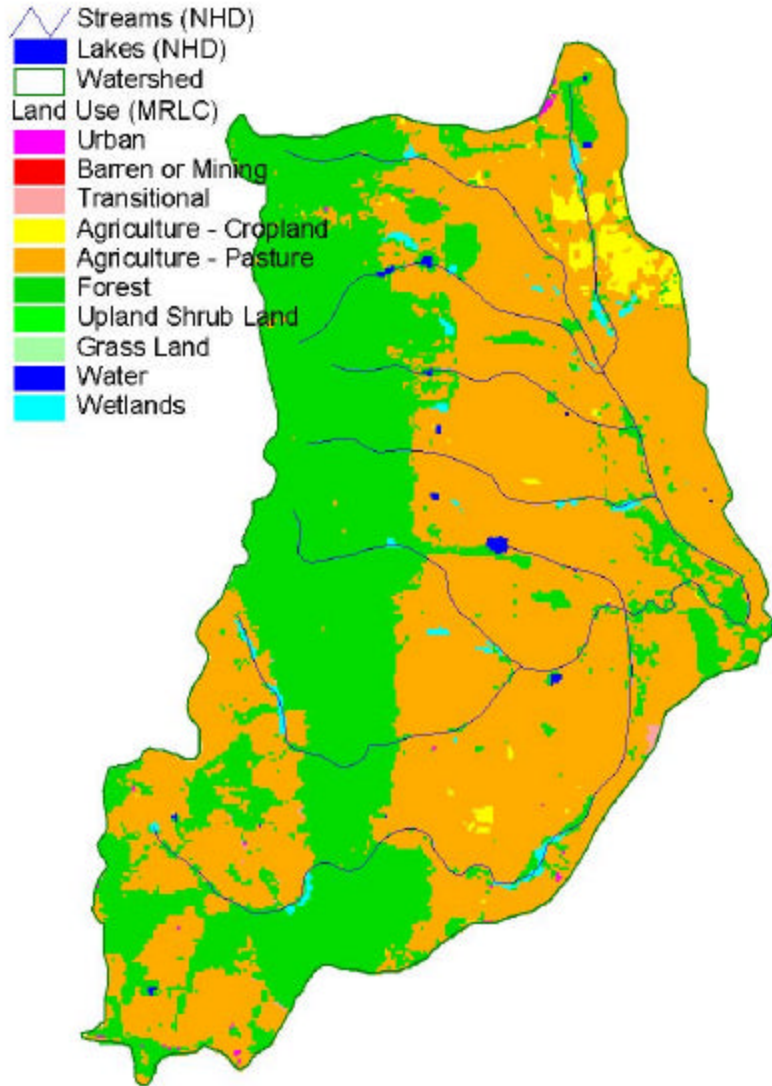 Streams (NHD)
Lakes (NHD)
Watershed
Land Use (MRLC)
Urban
Barren or Mining
Transitional
Agriculture - Cropland
Agriculture - Pasture
Forest
Upland Shrub Land
Grass Land
Water
Wetlands